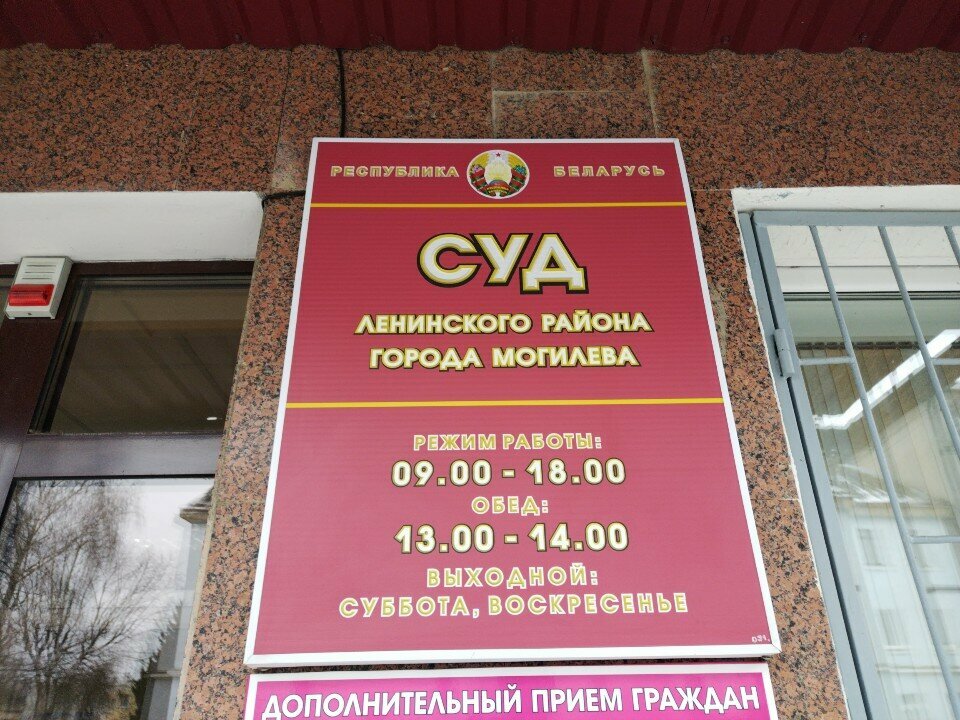 РЕСПУБЛИКА БЕЛАРУСЬ
СУД
ЛЕНИНСКОГО РАЙОНА
ГОРОДА МОГИЛЕВА
РЕЖИМ РАБОТЫ:
09.00 - 18.00
ОБЕД:
13.00 - 14.00
ВЫХОДНОЙ:
СУББОТА, ВОСКРЕСЕНЬЕ
ДОПОЛНИТЕЛЬНЫЙ ПРИЕМ ГРАЖДАН